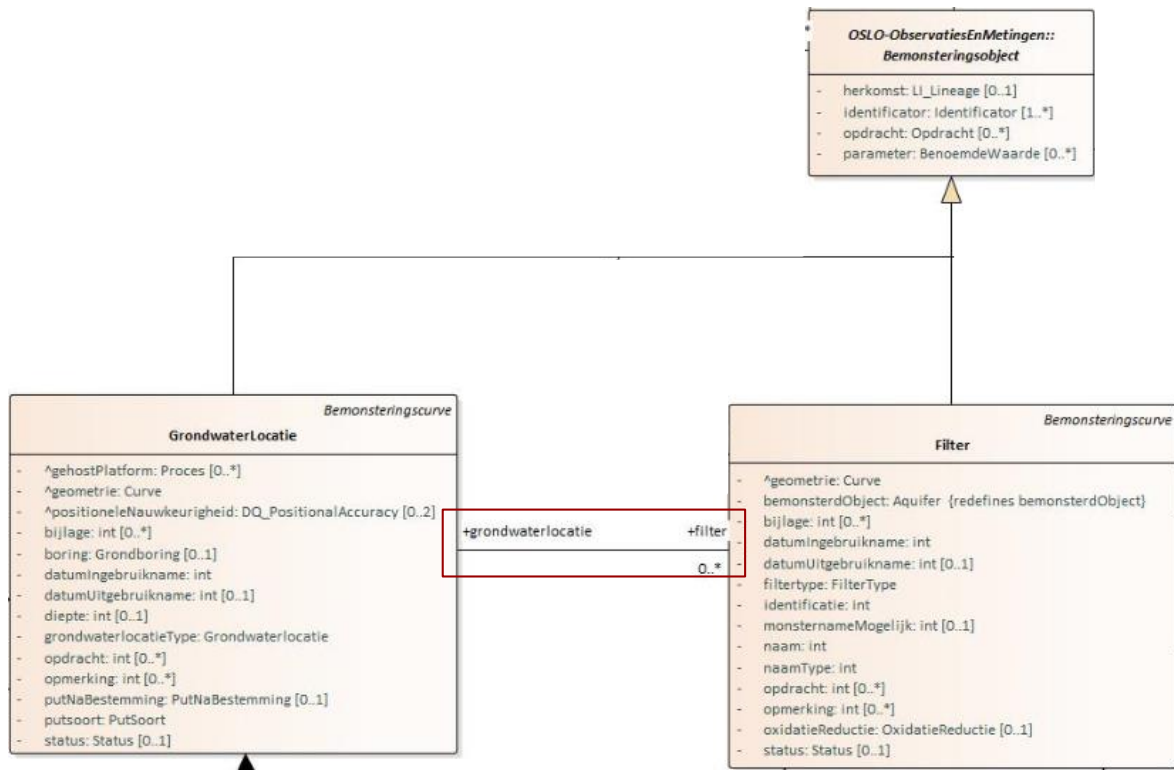 *
OSLO-ObservatiesEnMetingen::
Bemonsteringsobject
- herkomst: LI_Lineage [0..1]
- identificator: Identificator [1..*]
- opdracht: Opdracht [0..*]
- parameter: BenoemdeWaarde [0..*]
Bemonsteringscurve
GrondwaterLocatie
- ^gehostPlatform: Proces [0..*]
- ^geometrie: Curve
- ^positioneleNauwkeurigheid: DQ_PositionalAccuracy [0..2]
- bijlage: int [0..*]
- boring: Grondboring [0..1]
- datumIngebruikname: int
- datumUitgebruikname: int [0..1]
- diepte: int [0..1]
- grondwaterlocatieType: Grondwaterlocatie
- opdracht: int [0..*]
- opmerking: int [0..*]
- putNaBestemming: PutNaBestemming [0..1]
- putsoort: PutSoort
- status: Status [0..1]
+grondwaterlocatie +filter
0..*
Bemonsteringscurve
Filter
- ^geometrie: Curve
- bemonsterdObject: Aquifer {redefines bemonsterdObject}
- bijlage: int [0..*]
- datumIngebruikname: int
- datumUitgebruikname: int [0..1]
- filtertype: FilterType
- identificatie: int
- monsternameMogelijk: int [0..1]
- naam: int
- naamType: int
- opdracht: int [0..*]
- opmerking: int [0..*]
- oxidatieReductie: OxidatieReductie [0..1]
- status: Status [0..1]